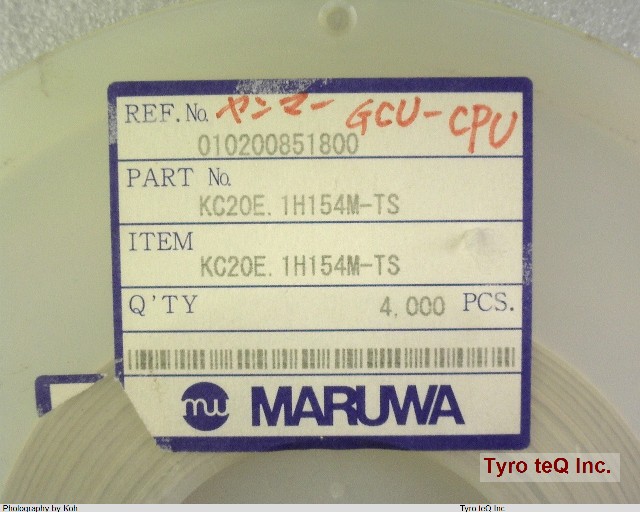 REF.No. ヤンマー GCU-CPU
010200851800
PART No.
KC20E.1H154M-TS
ITEM
KC20E.1H154M-TS
Q'TY 4,000 PCS.
mw MARUWA
Tyro teQ Inc.
Photography by Koh Tyro teQ Inc